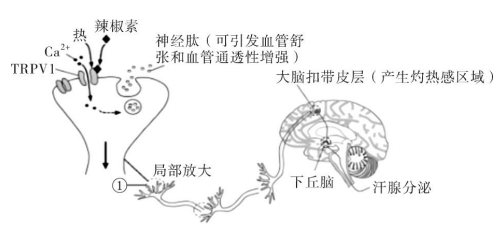 辣椒素
热
Ca²⁺
TRPV1
神经肽（可引发血管舒
张和血管通透性增强）
大脑扣带皮层（产生灼热感区域）
局部放大
①
下丘脑
汗腺分泌